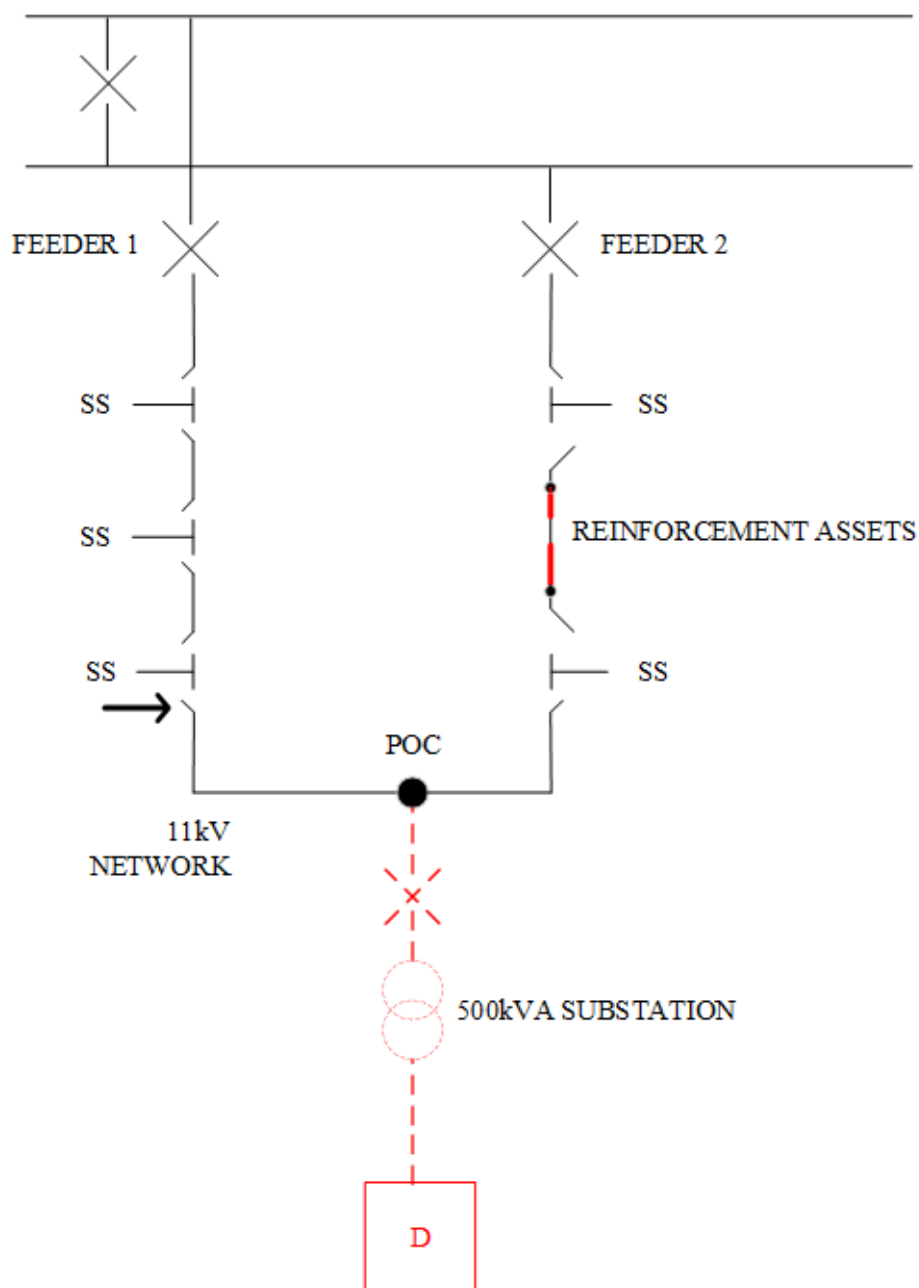 FEEDER 1
FEEDER 2
SS
SS
SS
REINFORCEMENT ASSETS
SS
SS
POC
11kV
NETWORK
500kVA SUBSTATION
D